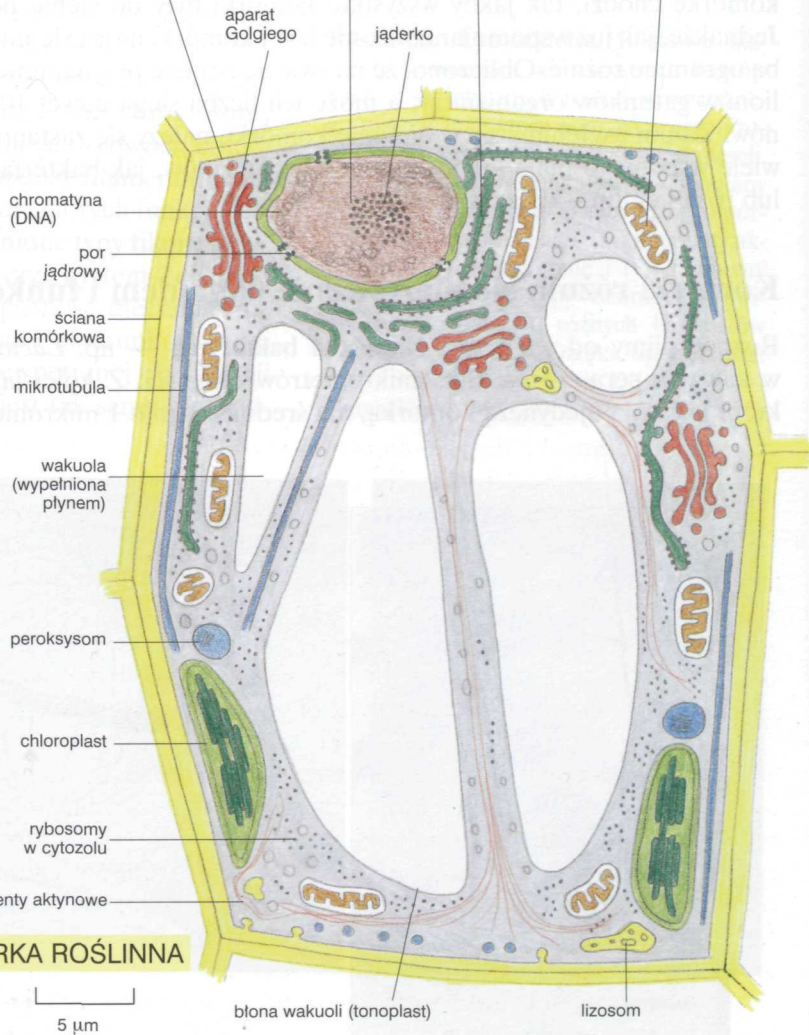 aparat
Golgiego
jąderko
chromatyna
(DNA)
por
jądrowy
ściana
komórkowa
mikrotubula
wakuola
(wypełniona
płynem)
peroksysom
chloroplast
rybosomy
w cytozolu
enty aktynowe
RKA ROŚLINNA
5 μm
błona wakuoli (tonoplast)
lizosom